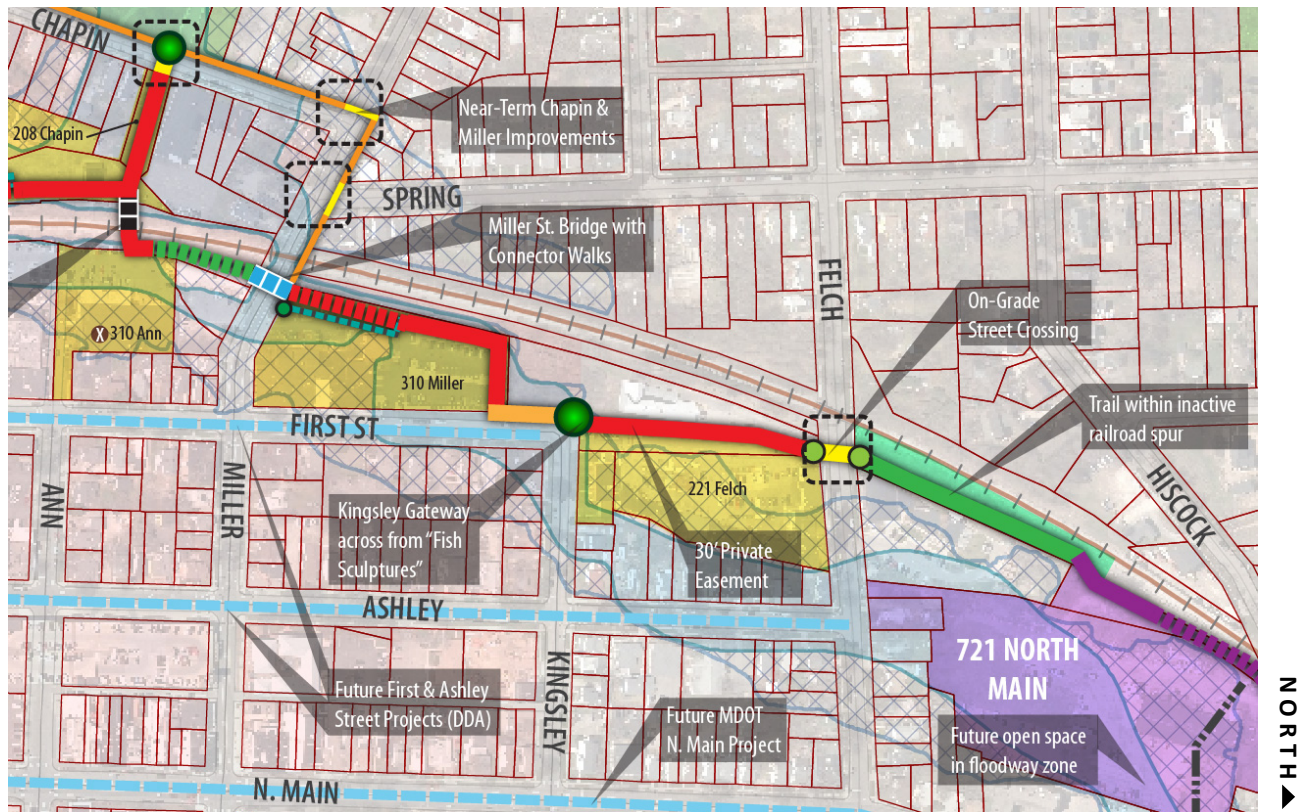 CHAPIN
208 Chapin
Near-Term Chapin &
Miller Improvements
SPRING
Miller St. Bridge with
Connector Walks
FELCH
On-Grade
Street Crossing
X 310 Ann
310 Miller
Trail within inactive
railroad spur
FIRST ST
HISCOCK
ANN
MILLER
221 Felch
Kingsley Gateway
across from “Fish
Sculptures”
30’ Private
Easement
ASHLEY
KINGSLEY
721 NORTH
MAIN
Future First & Ashley
Street Projects (DDA)
Future MDOT
N. Main Project
Future open space
in floodway zone
N. MAIN
NORTH